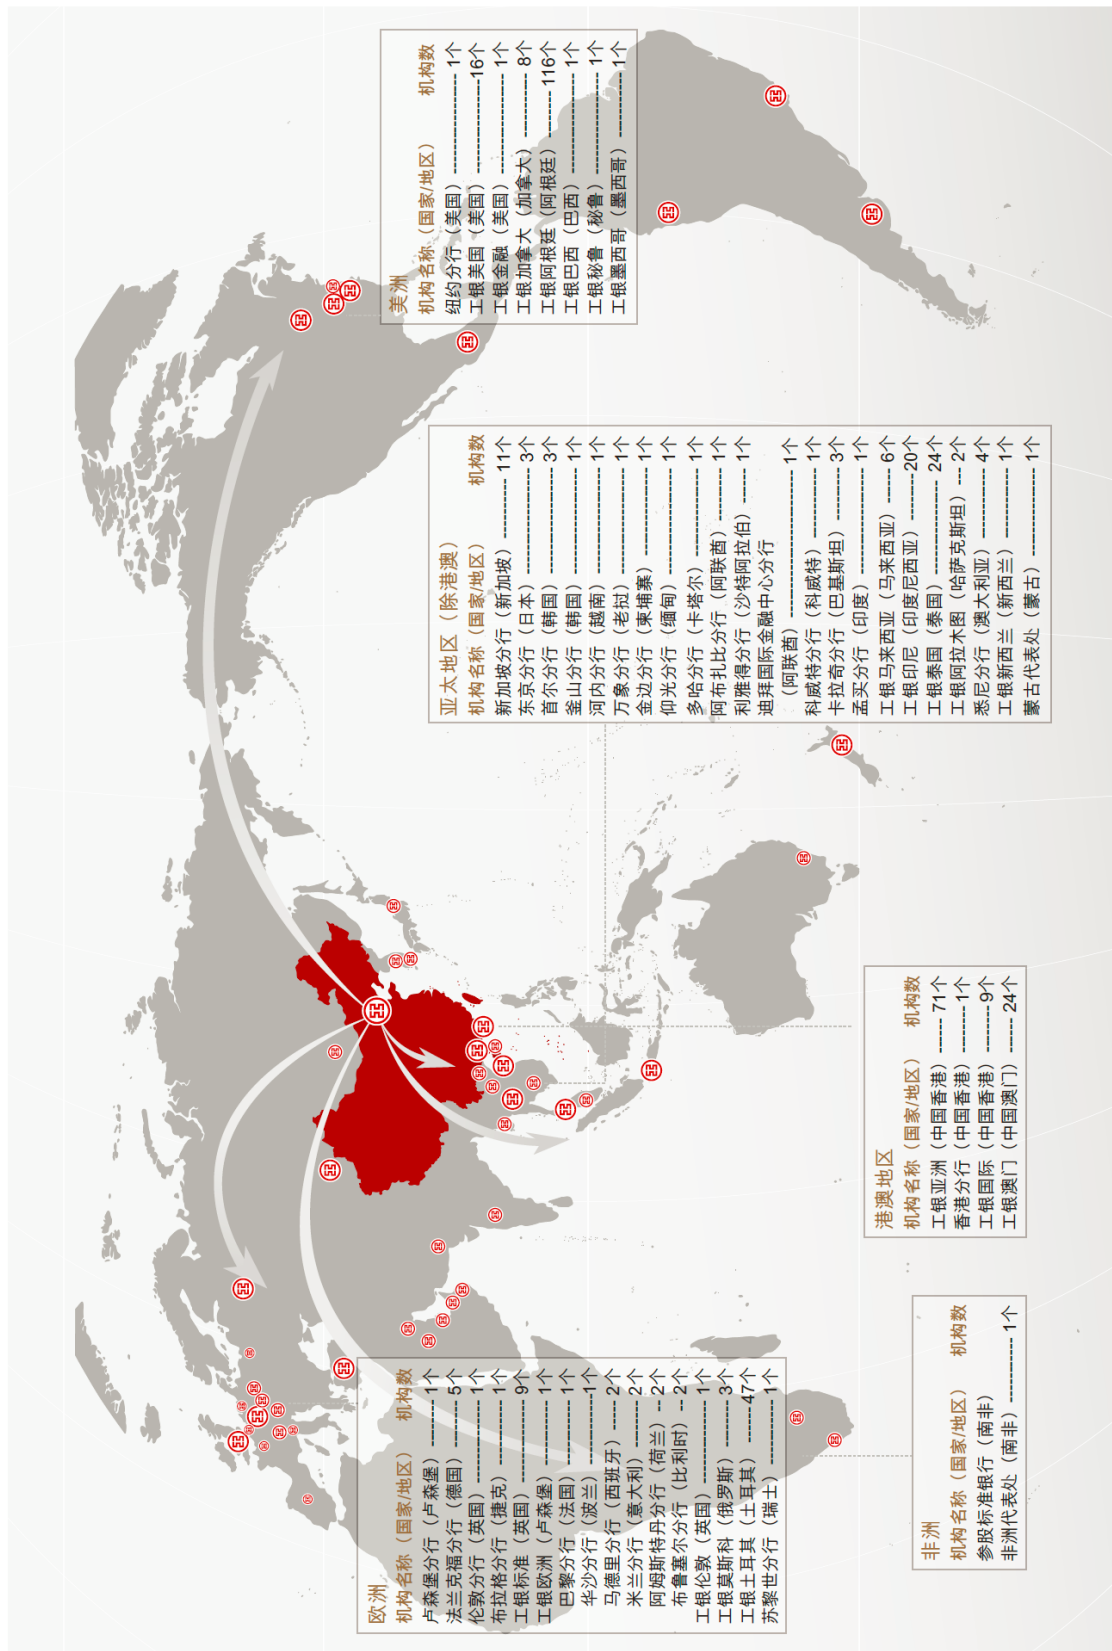 美洲
机构名称（国家/地区） 机构数
纽约分行（美国）------------------ 1个
工银美国（美国）----------------16个
工银金融（美国）------------------ 1个
工银加拿大（加拿大）---------- 8个
工银阿根廷（阿根廷）-------116个
工银巴西（巴西）------------------1个
工银秘鲁（秘鲁）------------------1个
工银墨西哥（墨西哥）-----------1个
亚太地区（除港澳）
机构名称（国家/地区） 机构数
新加坡分行（新加坡）---------- 11个
东京分行（日本）----------------- 3个
首尔分行（韩国）----------------- 3个
釜山分行（韩国）----------------- 1个
河内分行（越南）----------------- 1个
万象分行（老挝）----------------- 1个
金边分行（柬埔寨）--------------1个
仰光分行（缅甸）-----------------1个
多哈分行（卡塔尔）--------------1个
阿布扎比分行（阿联酋）--------1个
利雅得分行（沙特阿拉伯）----- 1个
迪拜国际金融中心分行
（阿联酋）-------------------------- 1个
科威特分行（科威特）----------- 1个
卡拉奇分行（巴基斯坦）-------- 3个
孟买分行（印度）-----------------1个
工银马来西亚（马来西亚）------ 6个
工银印尼（印度尼西亚）--------20个
工银泰国（泰国）---------------- 24个
工银阿拉木图（哈萨克斯坦）--- 2个
悉尼分行（澳大利亚）----------- 4个
工银新西兰（新西兰）-----------1个
蒙古代表处（蒙古）--------------1个
港澳地区
机构名称（国家/地区） 机构数
工银亚洲（中国香港）------ 71个
香港分行（中国香港）--------1个
工银国际（中国香港）--------9个
工银澳门（中国澳门）------ 24个
欧洲
机构名称（国家/地区） 机构数
卢森堡分行（卢森堡）-------- 1个
法兰克福分行（德国）-------- 5个
伦敦分行（英国）-------------- 1个
布拉格分行（捷克）-----------1个
工银标准（英国）-------------- 9个
工银欧洲（卢森堡）-----------1个
巴黎分行（法国）-------------- 1个
华沙分行（波兰）--------------1个
马德里分行（西班牙）------ 2个
米兰分行（意大利）-----------2个
阿姆斯特丹分行（荷兰）-- 2个
布鲁塞尔分行（比利时）-- 2个
工银伦敦（英国）--------------1个
工银莫斯科（俄罗斯）--------3个
工银土耳其（土耳其）------47个
苏黎世分行（瑞士）-----------1个
非洲
机构名称（国家/地区） 机构数
参股标准银行（南非）
非洲代表处（南非）----------- 1个